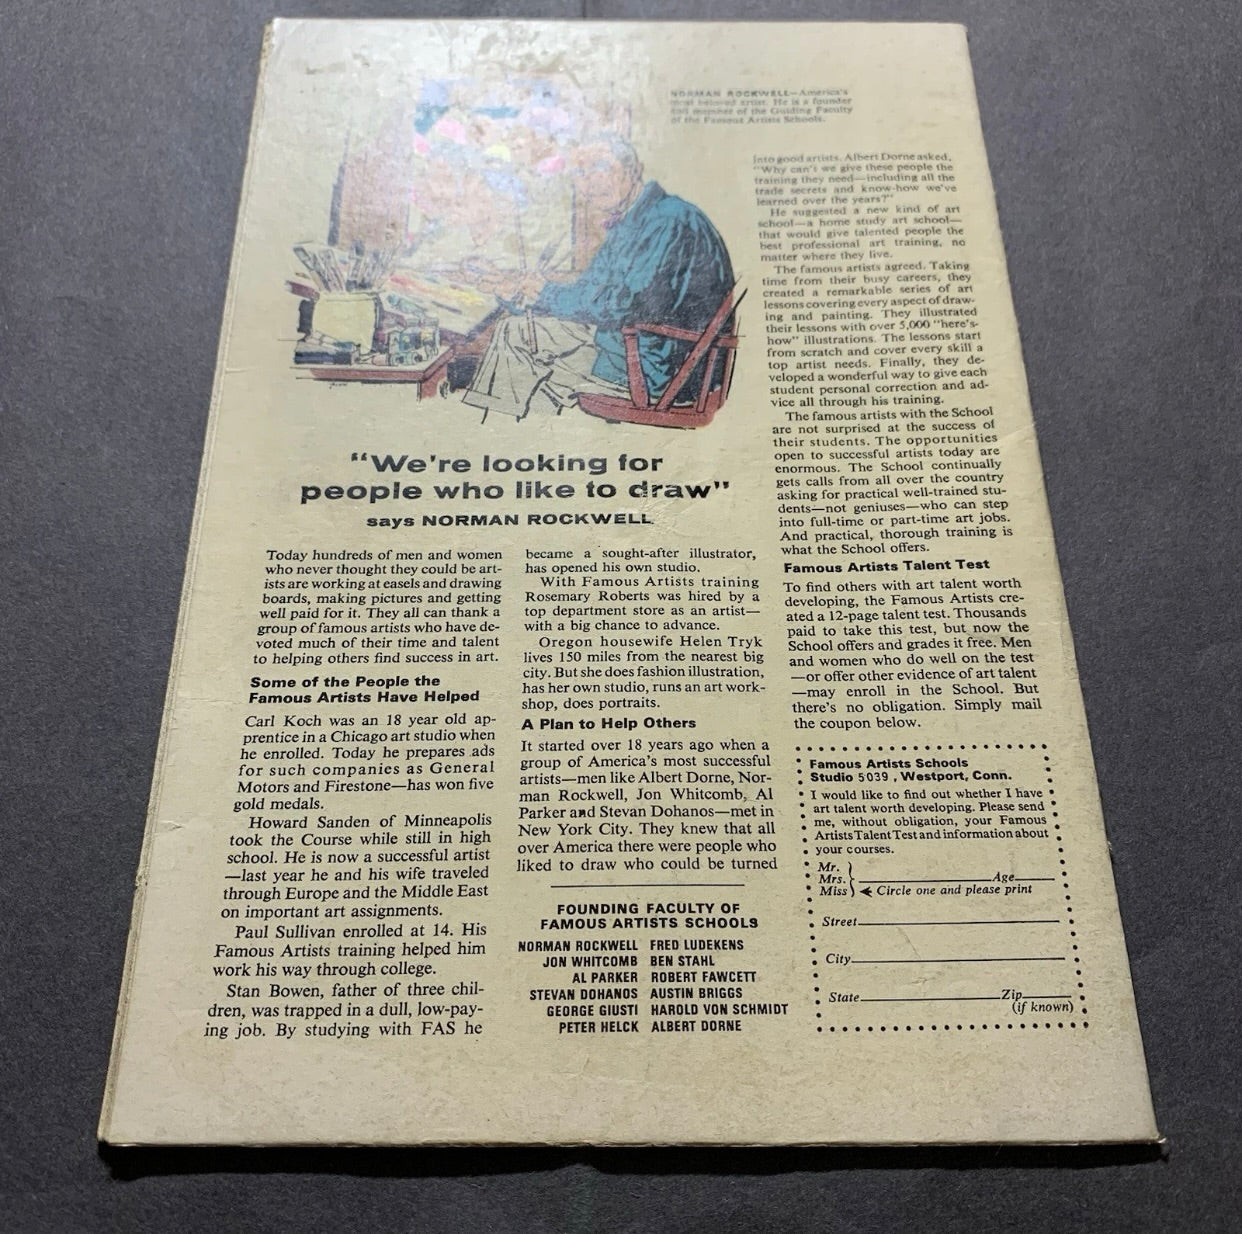 NORMAN ROCKWELL—America's
most beloved artist. He is a founder
and member of the Guiding Faculty
of the Famous Artists Schools.
"We're looking for
people who like to draw"
says NORMAN ROCKWELL
Today hundreds of men and women
who never thought they could be art-
ists are working at easels and drawing
boards, making pictures and getting
well paid for it. They all can thank a
group of famous artists who have de-
voted much of their time and talent
to helping others find success in art.
Some of the People the
Famous Artists Have Helped
Carl Koch was an 18 year old ap-
prentice in a Chicago art studio when
he enrolled. Today he prepares ads
for such companies as General
Motors and Firestone—has won five
gold medals.
Howard Sanden of Minneapolis
took the Course while still in high
school. He is now a successful artist
—last year he and his wife traveled
through Europe and the Middle East
on important art assignments.
Paul Sullivan enrolled at 14. His
Famous Artists training helped him
work his way through college.
Stan Bowen, father of three chil-
dren, was trapped in a dull, low-pay-
ing job. By studying with FAS he
became a sought-after illustrator,
has opened his own studio.
With Famous Artists training
Rosemary Roberts was hired by a
top department store as an artist—
with a big chance to advance.
Oregon housewife Helen Tryk
lives 150 miles from the nearest big
city. But she does fashion illustration,
has her own studio, runs an art work-
shop, does portraits.
A Plan to Help Others
It started over 18 years ago when a
group of America's most successful
artists—men like Albert Dorne, Nor-
man Rockwell, Jon Whitcomb, Al
Parker and Stevan Dohanos—met in
New York City. They knew that all
over America there were people who
liked to draw who could be turned
FOUNDING FACULTY OF
FAMOUS ARTISTS SCHOOLS
NORMAN ROCKWELL FRED LUDEKENS
JON WHITCOMB BEN STAHL
AL PARKER ROBERT FAWCETT
STEVAN DOHANOS AUSTIN BRIGGS
GEORGE GIUSTI HAROLD VON SCHMIDT
PETER HELCK ALBERT DORNE
into good artists. Albert Dorne asked,
"Why can't we give these people the
training they need—including all the
trade secrets and know-how we've
learned over the years?"
He suggested a new kind of art
school—a home study art school—
that would give talented people the
best professional art training, no
matter where they live.
The famous artists agreed. Taking
time from their busy careers, they
created a remarkable series of art
lessons covering every aspect of draw-
ing and painting. They illustrated
their lessons with over 5,000 "here's-
how" illustrations. The lessons start
from scratch and cover every skill a
top artist needs. Finally, they de-
veloped a wonderful way to give each
student personal correction and ad-
vice all through his training.
The famous artists with the School
are not surprised at the success of
their students. The opportunities
open to successful artists today are
enormous. The School continually
gets calls from all over the country
asking for practical well-trained stu-
dents—not geniuses—who can step
into full-time or part-time art jobs.
And practical, thorough training is
what the School offers.
Famous Artists Talent Test
To find others with art talent worth
developing, the Famous Artists cre-
ated a 12-page talent test. Thousands
paid to take this test, but now the
School offers and grades it free. Men
and women who do well on the test
—or offer other evidence of art talent
—may enroll in the School. But
there's no obligation. Simply mail
the coupon below.
Famous Artists Schools
Studio 5039, Westport, Conn.
I would like to find out whether I have
art talent worth developing. Please send
me, without obligation, your Famous
Artists Talent Test and information about
your courses.
Mr.
Mrs. Age
Miss Circle one and please print
Street
City
State Zip
(if known)